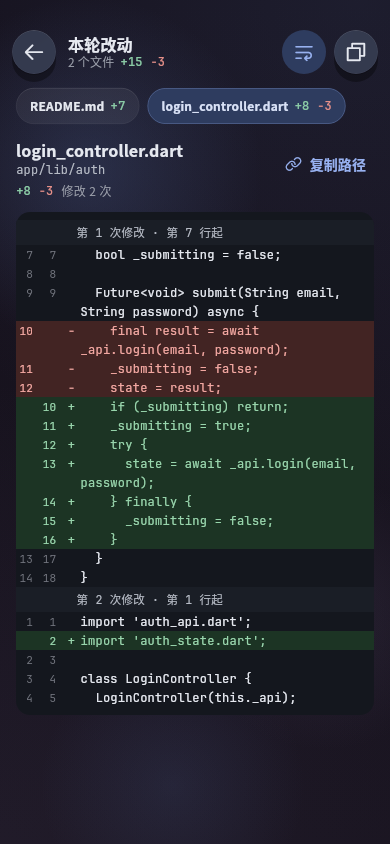 本轮改动
2 个文件 +15 -3
README.md +7
login_controller.dart +8 -3
login_controller.dart
app/lib/auth
复制路径
+8 -3 修改 2 次
第 1 次修改 · 第 7 行起
7 7 bool _submitting = false;
8 8
9 9 Future<void> submit(String email,
String password) async {
10 - final result = await
_api.login(email, password);
11 - _submitting = false;
12 - state = result;
10 + if (_submitting) return;
11 + _submitting = true;
12 + try {
13 + state = await _api.login(email,
password);
14 + } finally {
15 + _submitting = false;
16 + }
13 17 }
14 18 }
第 2 次修改 · 第 1 行起
1 1 import 'auth_api.dart';
2 + import 'auth_state.dart';
2 3
3 4 class LoginController {
4 5 LoginController(this._api);